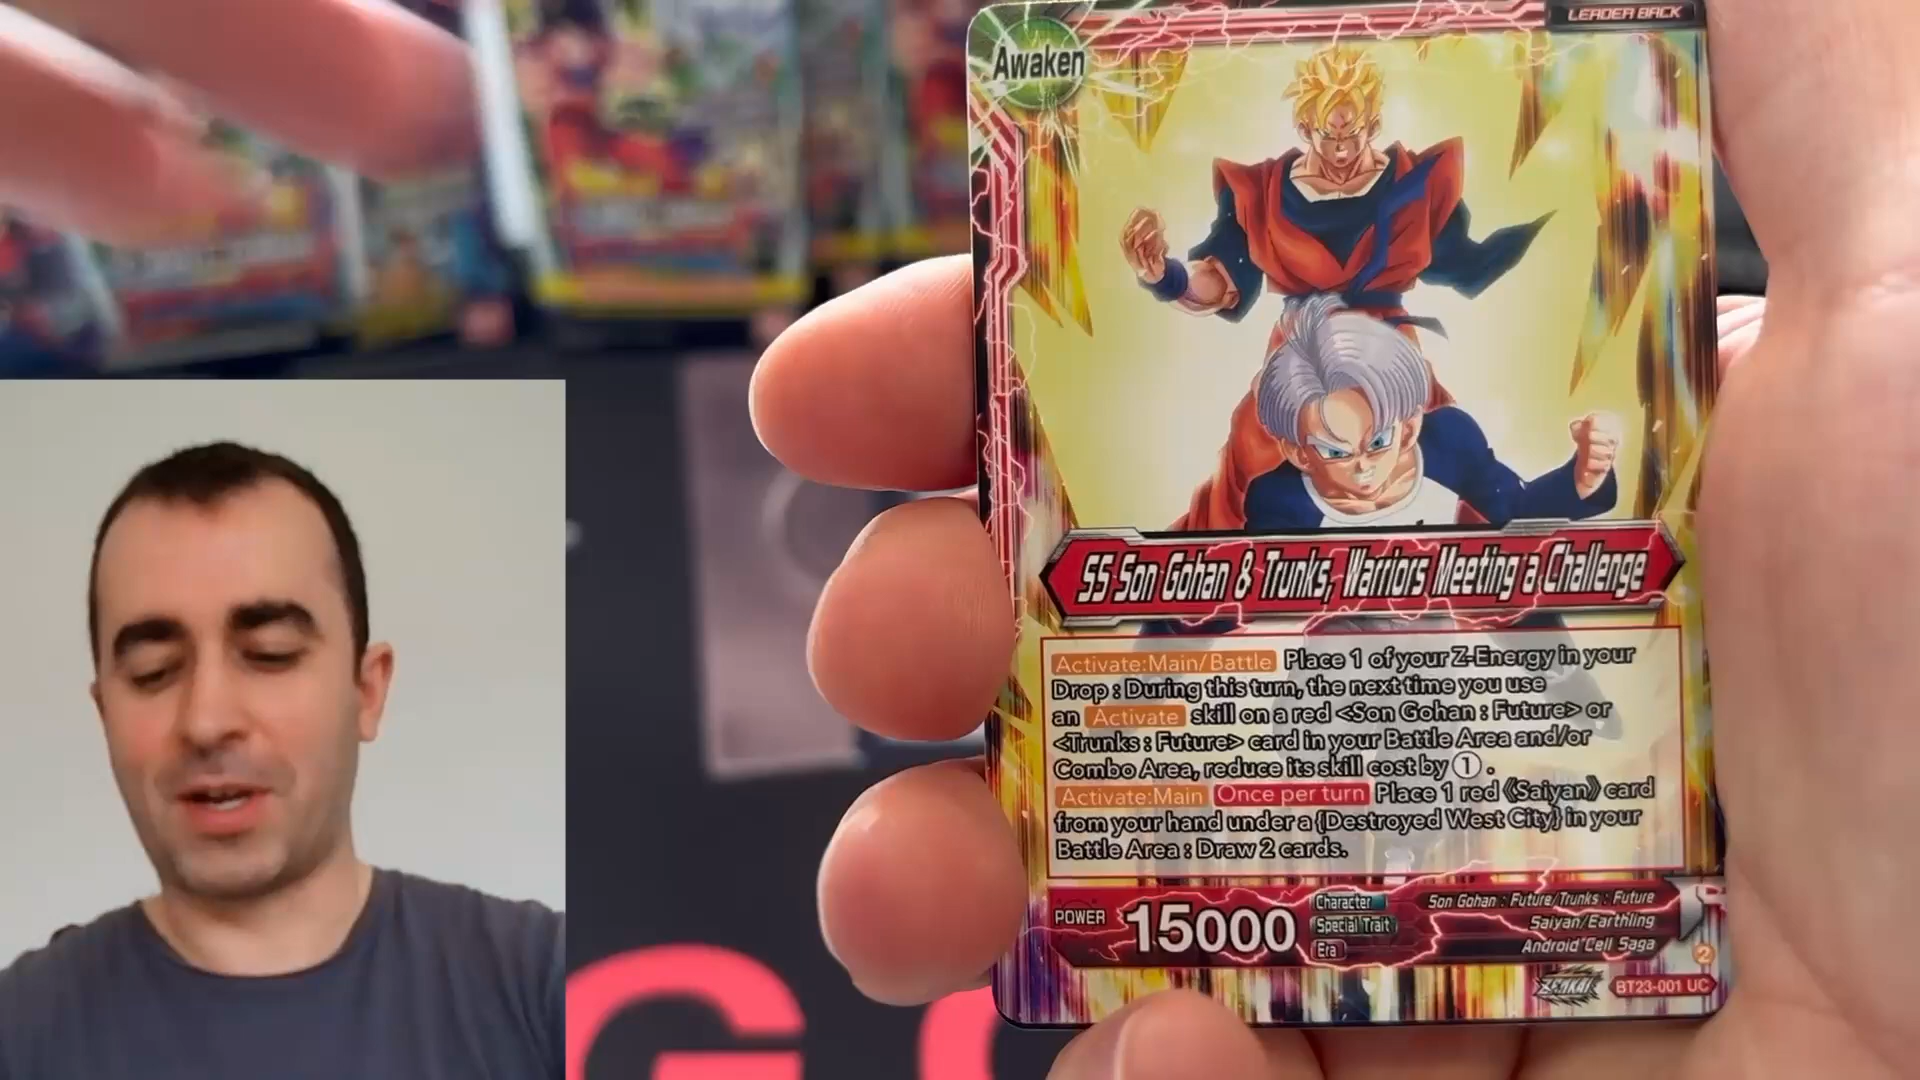 LEADER BACK
Awaken
SS Son Gohan & Trunks, Warriors Meeting a Challenge
Activate:Main/Battle Place 1 of your Z-Energy in your
Drop : During this turn, the next time you use
an Activate skill on a red <Son Gohan : Future> or
<Trunks : Future> card in your Battle Area and/or
Combo Area, reduce its skill cost by 1 .
Activate:Main Once per turn Place 1 red 《Saiyan》 card
from your hand under a {Destroyed West City} in your
Battle Area : Draw 2 cards.
POWER 15000
Character Son Gohan : Future/Trunks : Future
Special Trait Saiyan/Earthling
Era Android/Cell Saga
2
ZENKAI BT23-001 UC
G